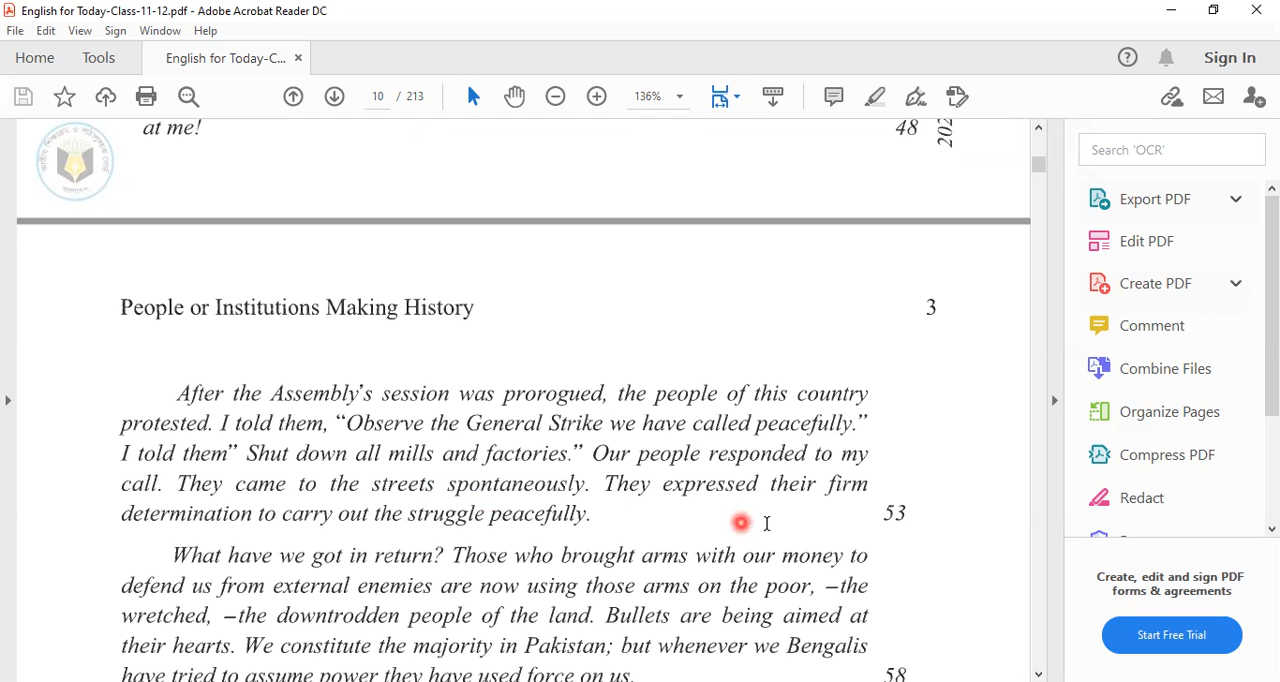 English for Today-Class-11-12.pdf - Adobe Acrobat Reader DC
File Edit View Sign Window Help
Home Tools English for Today-C... × Sign In
10 / 213 136%
at me! 48 202
Search 'OCR'
Export PDF
Edit PDF
Create PDF
Comment
Combine Files
Organize Pages
Compress PDF
Redact
Create, edit and sign PDF
forms & agreements
Start Free Trial
People or Institutions Making History 3
After the Assembly's session was prorogued, the people of this country
protested. I told them, “Observe the General Strike we have called peacefully.”
I told them” Shut down all mills and factories.” Our people responded to my
call. They came to the streets spontaneously. They expressed their firm
determination to carry out the struggle peacefully. 53
What have we got in return? Those who brought arms with our money to
defend us from external enemies are now using those arms on the poor, –the
wretched, –the downtrodden people of the land. Bullets are being aimed at
their hearts. We constitute the majority in Pakistan; but whenever we Bengalis
have tried to assume power they have used force on us. 58